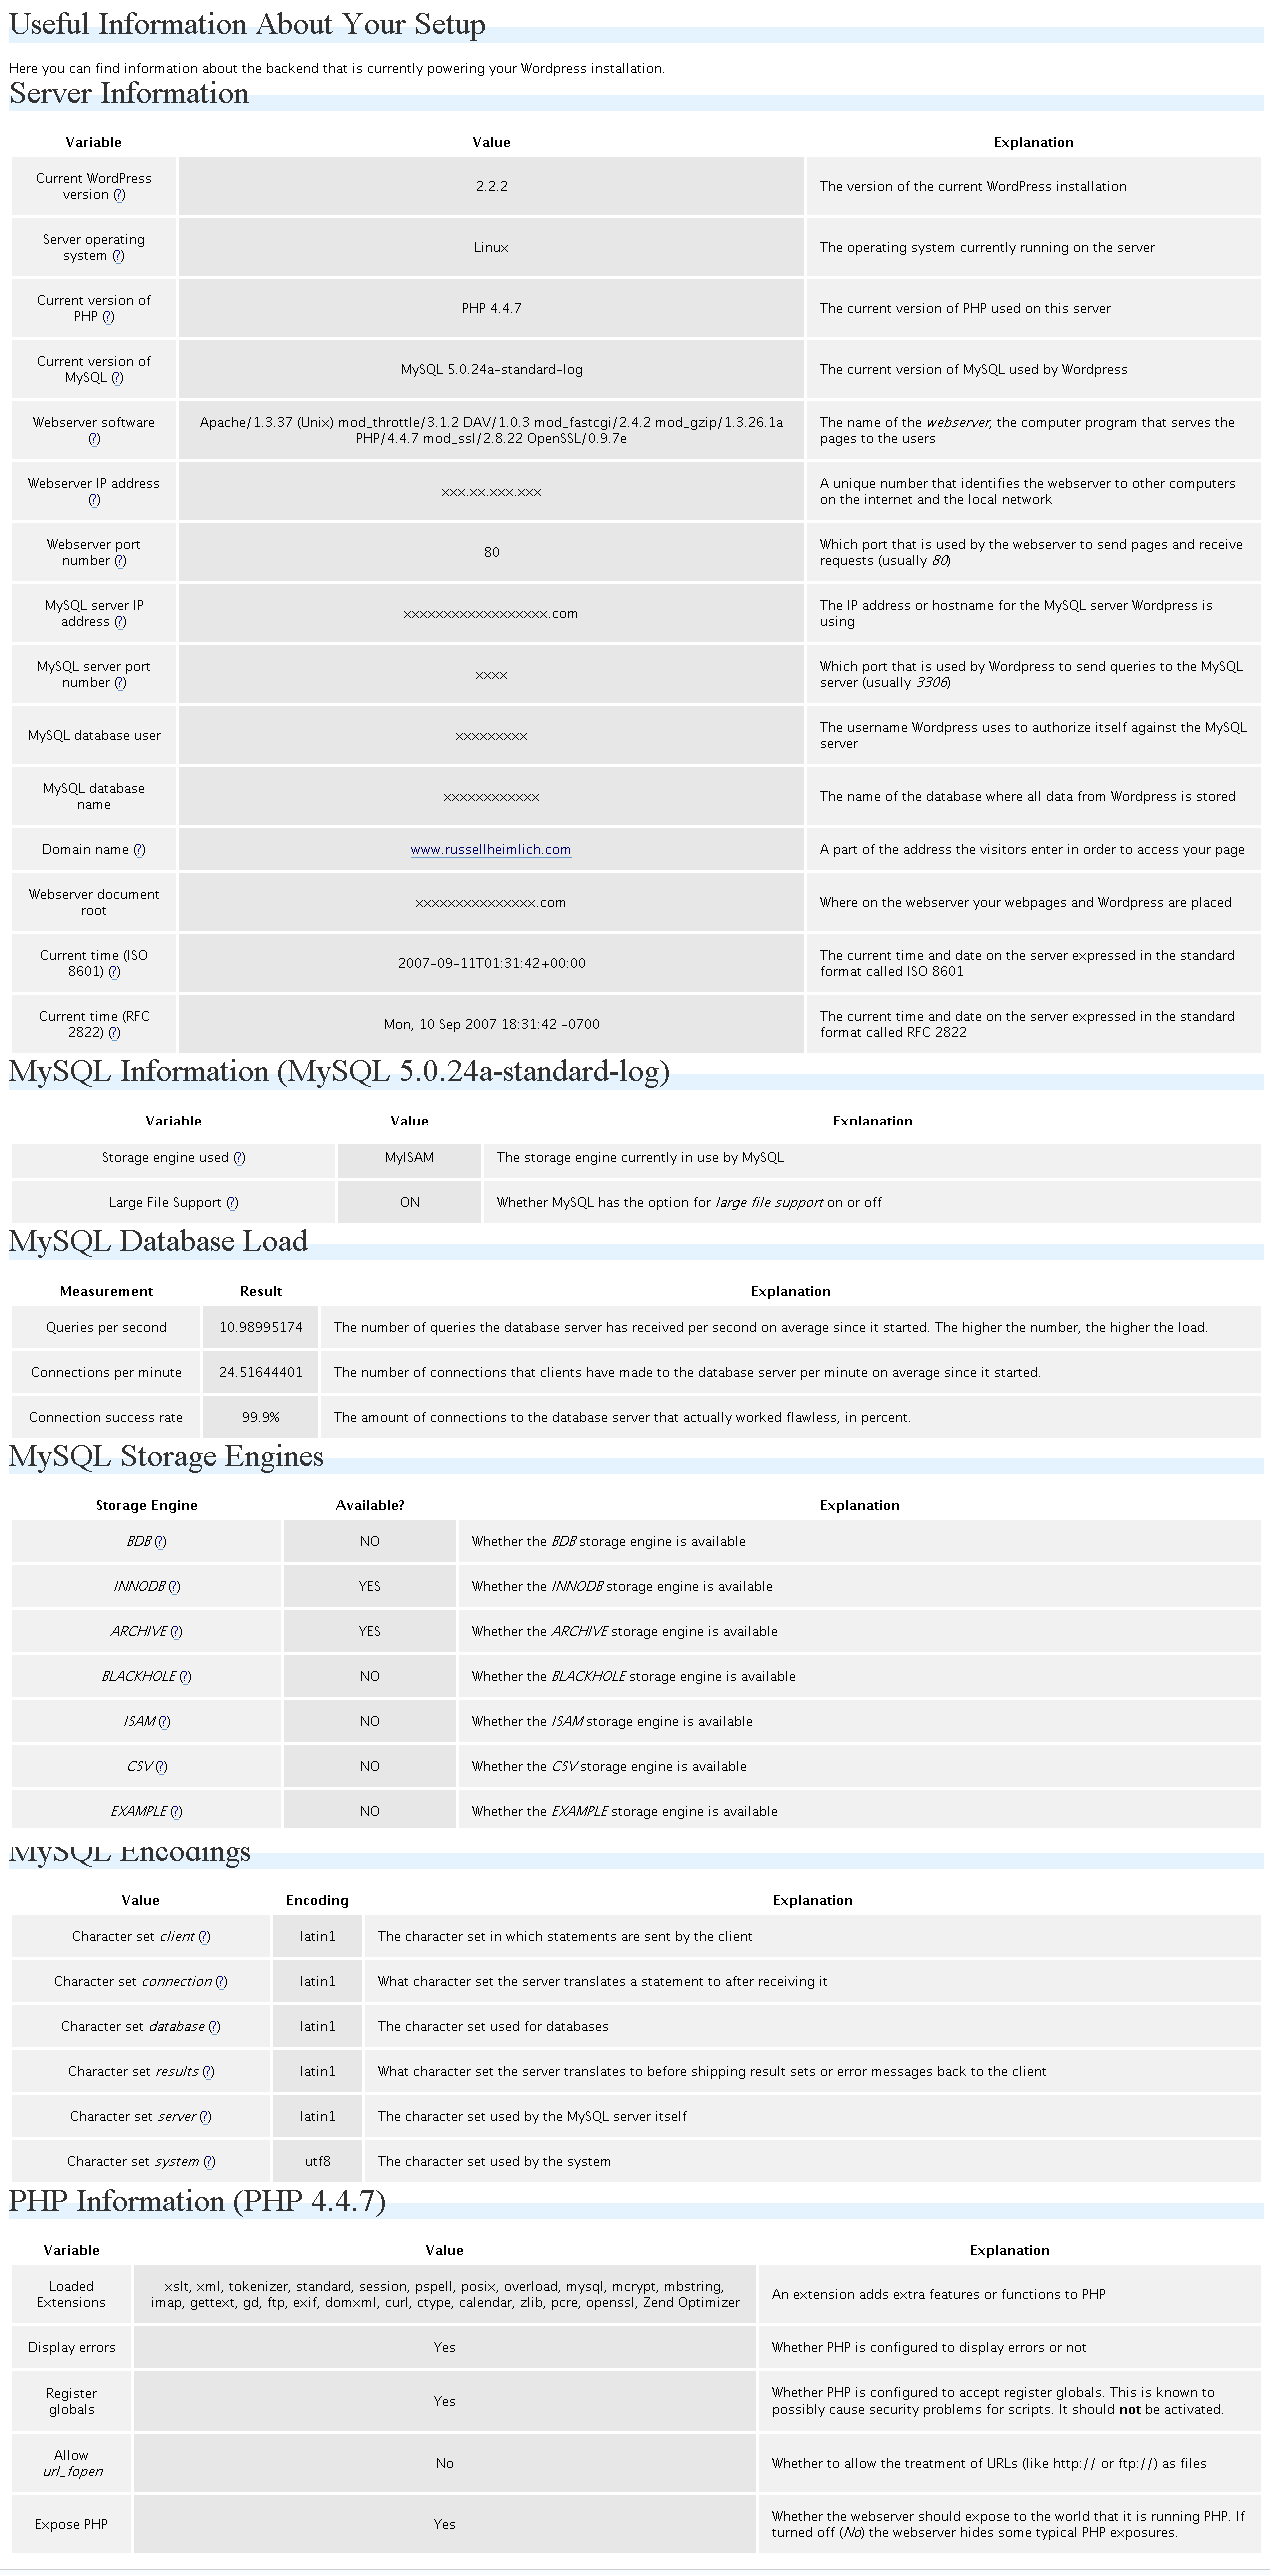 Useful Information About Your Setup
Here you can find information about the backend that is currently powering your Wordpress installation.
Server Information
Variable Value Explanation
Current WordPress version (?) 2.2.2 The version of the current WordPress installation
Server operating system (?) Linux The operating system currently running on the server
Current version of PHP (?) PHP 4.4.7 The current version of PHP used on this server
Current version of MySQL (?) MySQL 5.0.24a-standard-log The current version of MySQL used by Wordpress
Webserver software (?) Apache/1.3.37 (Unix) mod_throttle/3.1.2 DAV/1.0.3 mod_fastcgi/2.4.2 mod_gzip/1.3.26.1a PHP/4.4.7 mod_ssl/2.8.22 OpenSSL/0.9.7e The name of the webserver, the computer program that serves the pages to the users
Webserver IP address (?) xxx.xx.xxx.xxx A unique number that identifies the webserver to other computers on the internet and the local network
Webserver port number (?) 80 Which port that is used by the webserver to send pages and receive requests (usually 80)
MySQL server IP address (?) xxxxxxxxxxxxxxxxxx.com The IP address or hostname for the MySQL server Wordpress is using
MySQL server port number (?) xxxx Which port that is used by Wordpress to send queries to the MySQL server (usually 3306)
MySQL database user xxxxxxxxx The username Wordpress uses to authorize itself against the MySQL server
MySQL database name xxxxxxxxxxxx The name of the database where all data from Wordpress is stored
Domain name (?) www.russellheimlich.com A part of the address the visitors enter in order to access your page
Webserver document root xxxxxxxxxxxxxxx.com Where on the webserver your webpages and Wordpress are placed
Current time (ISO 8601) (?) 2007-09-11T01:31:42+00:00 The current time and date on the server expressed in the standard format called ISO 8601
Current time (RFC 2822) (?) Mon, 10 Sep 2007 18:31:42 -0700 The current time and date on the server expressed in the standard format called RFC 2822
MySQL Information (MySQL 5.0.24a-standard-log)
Variable Value Explanation
Storage engine used (?) MyISAM The storage engine currently in use by MySQL
Large File Support (?) ON Whether MySQL has the option for large file support on or off
MySQL Database Load
Measurement Result Explanation
Queries per second 10.98995174 The number of queries the database server has received per second on average since it started. The higher the number, the higher the load.
Connections per minute 24.51644401 The number of connections that clients have made to the database server per minute on average since it started.
Connection success rate 99.9% The amount of connections to the database server that actually worked flawless, in percent.
MySQL Storage Engines
Storage Engine Available? Explanation
BDB (?) NO Whether the BDB storage engine is available
INNODB (?) YES Whether the INNODB storage engine is available
ARCHIVE (?) YES Whether the ARCHIVE storage engine is available
BLACKHOLE (?) NO Whether the BLACKHOLE storage engine is available
ISAM (?) NO Whether the ISAM storage engine is available
CSV (?) NO Whether the CSV storage engine is available
EXAMPLE (?) NO Whether the EXAMPLE storage engine is available
MySQL Encodings
Value Encoding Explanation
Character set client (?) latin1 The character set in which statements are sent by the client
Character set connection (?) latin1 What character set the server translates a statement to after receiving it
Character set database (?) latin1 The character set used for databases
Character set results (?) latin1 What character set the server translates to before shipping result sets or error messages back to the client
Character set server (?) latin1 The character set used by the MySQL server itself
Character set system (?) utf8 The character set used by the system
PHP Information (PHP 4.4.7)
Variable Value Explanation
Loaded Extensions xslt, xml, tokenizer, standard, session, pspell, posix, overload, mysql, mcrypt, mbstring, imap, gettext, gd, ftp, exif, domxml, curl, ctype, calendar, zlib, pcre, openssl, Zend Optimizer An extension adds extra features or functions to PHP
Display errors Yes Whether PHP is configured to display errors or not
Register globals Yes Whether PHP is configured to accept register globals. This is known to possibly cause security problems for scripts. It should not be activated.
Allow url_fopen No Whether to allow the treatment of URLs (like http:// or ftp://) as files
Expose PHP Yes Whether the webserver should expose to the world that it is running PHP. If turned off (No) the webserver hides some typical PHP exposures.